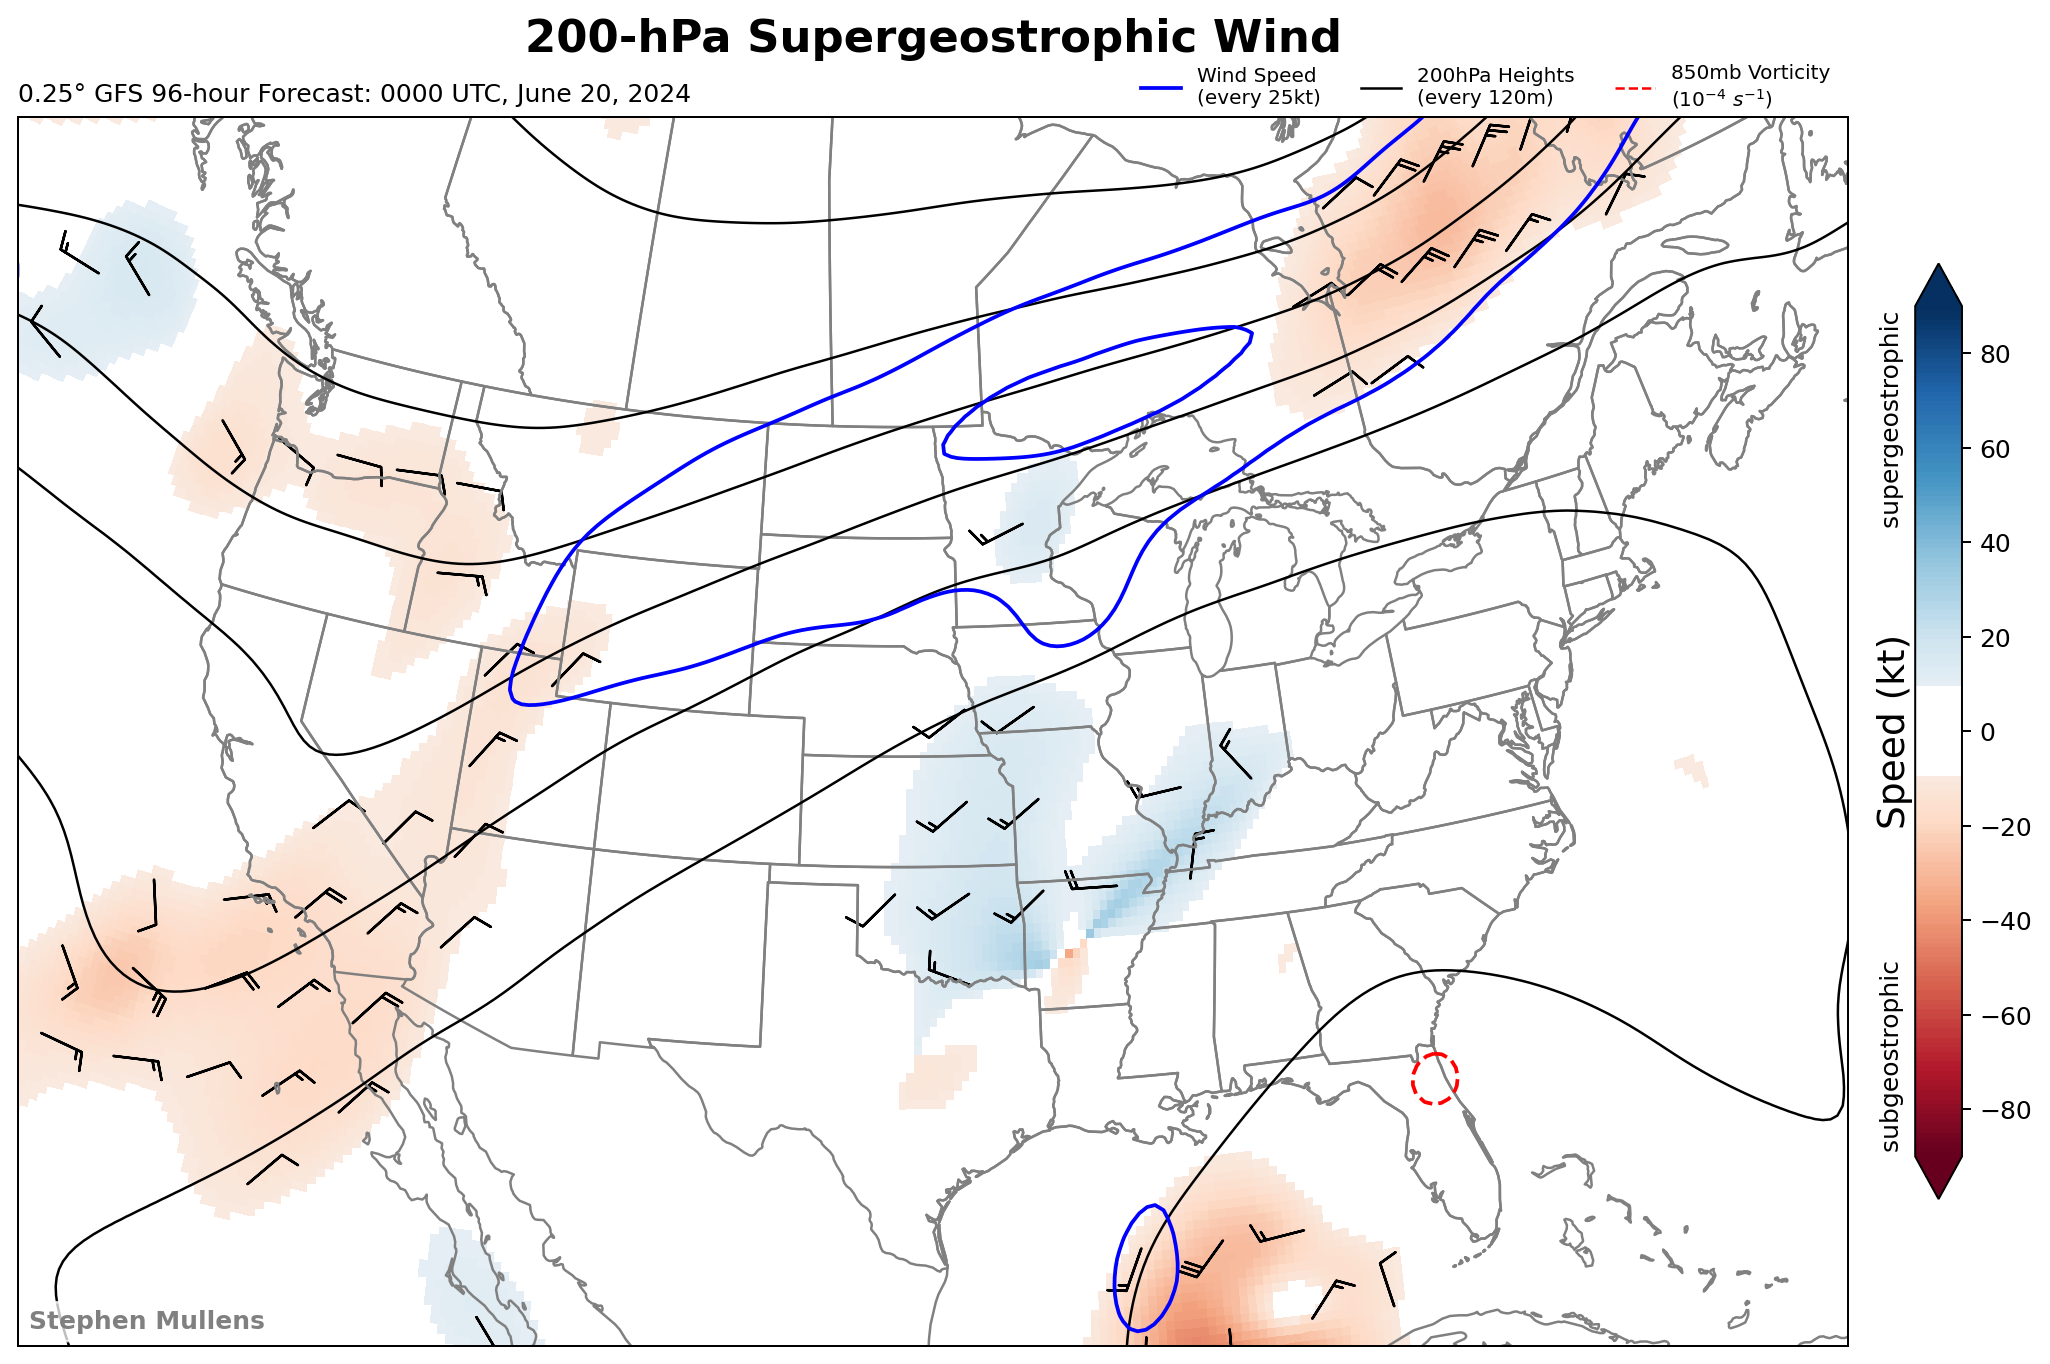 200-hPa Supergeostrophic Wind
0.25° GFS 96-hour Forecast: 0000 UTC, June 20, 2024
Wind Speed
(every 25kt)
200hPa Heights
(every 120m)
850mb Vorticity
(10⁻⁴ s⁻¹)
supergeostrophic
Speed (kt)
subgeostrophic
80
60
40
20
0
−20
−40
−60
−80
Stephen Mullens